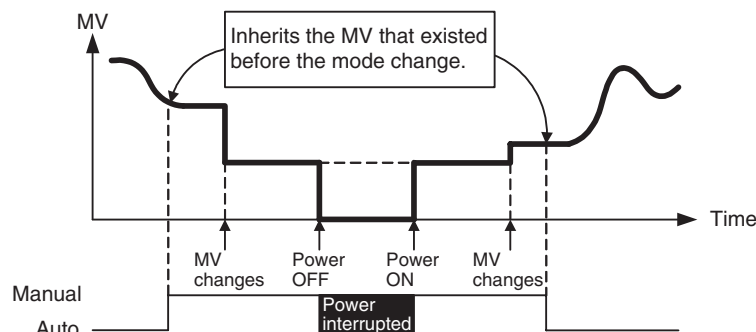 MV
Inherits the MV that existed
before the mode change.
Time
MV
changes
Power
OFF
Power
ON
MV
changes
Manual
Power
interrupted
Auto